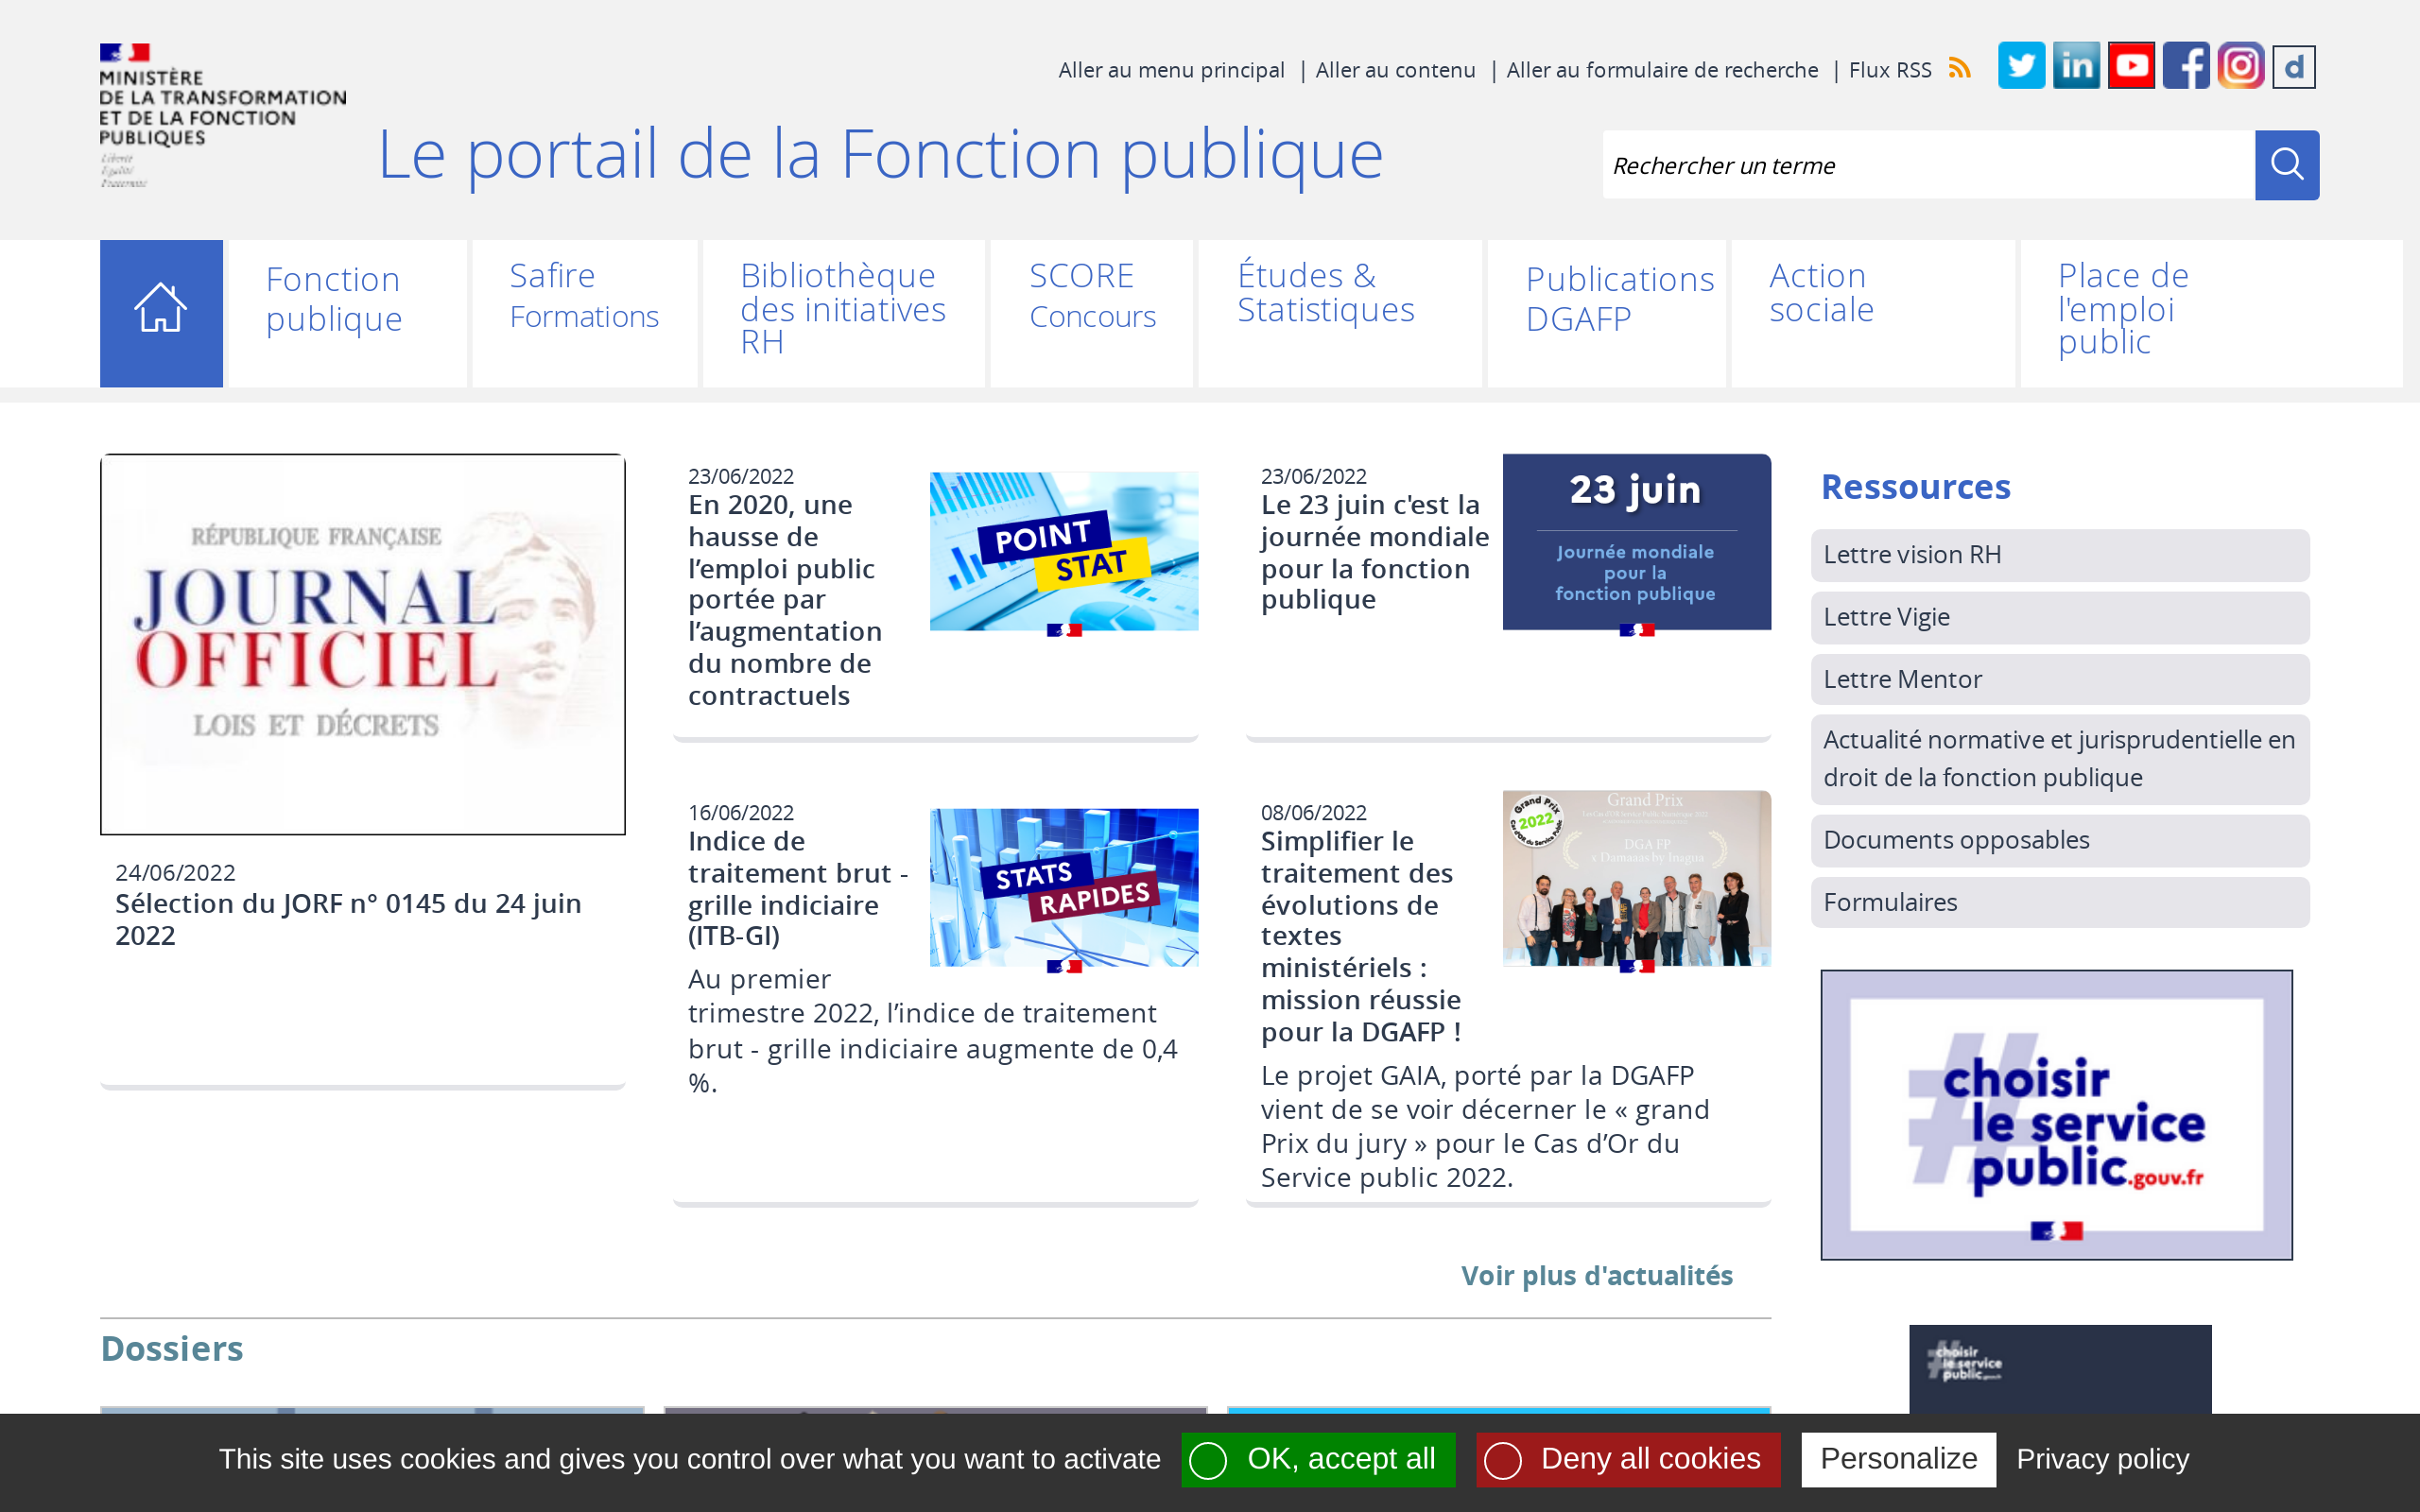 MINISTÈRE
DE LA TRANSFORMATION
ET DE LA FONCTION
PUBLIQUES
Liberté
Égalité
Fraternité
Aller au menu principal | Aller au contenu | Aller au formulaire de recherche | Flux RSS
Le portail de la Fonction publique
Rechercher un terme
Fonction
publique
Safire
Formations
Bibliothèque
des initiatives
RH
SCORE
Concours
Études &
Statistiques
Publications
DGAFP
Action
sociale
Place de
l'emploi
public
RÉPUBLIQUE FRANÇAISE
JOURNAL
OFFICIEL
LOIS ET DÉCRETS
24/06/2022
Sélection du JORF n° 0145 du 24 juin
2022
23/06/2022
En 2020, une
hausse de
l’emploi public
portée par
l’augmentation
du nombre de
contractuels
POINT
STAT
23/06/2022
Le 23 juin c'est la
journée mondiale
pour la fonction
publique
23 juin
Journée mondiale
pour la
fonction publique
16/06/2022
Indice de
traitement brut -
grille indiciaire
(ITB-GI)
Au premier
trimestre 2022, l’indice de traitement
brut - grille indiciaire augmente de 0,4
%.
STATS
RAPIDES
08/06/2022
Simplifier le
traitement des
évolutions de
textes
ministériels :
mission réussie
pour la DGAFP !
Le projet GAIA, porté par la DGAFP
vient de se voir décerner le « grand
Prix du jury » pour le Cas d’Or du
Service public 2022.
Grand Prix
2022
Cas d'Or du Service Public
Grand Prix
DGAFP
Voir plus d'actualités
Ressources
Lettre vision RH
Lettre Vigie
Lettre Mentor
Actualité normative et jurisprudentielle en
droit de la fonction publique
Documents opposables
Formulaires
#choisir
le service
public.gouv.fr
#choisir
le service
public
Dossiers
This site uses cookies and gives you control over what you want to activate
OK, accept all
Deny all cookies
Personalize
Privacy policy